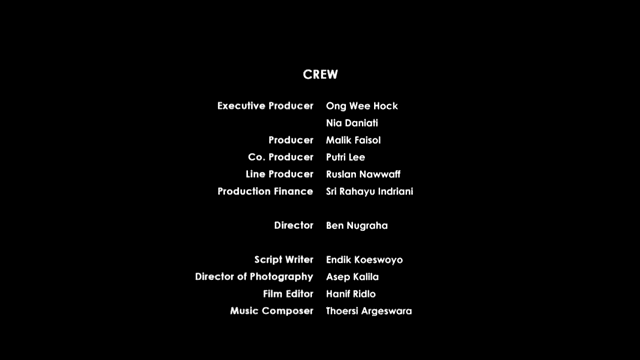 CREW
Executive Producer Ong Wee Hock
Nia Daniati
Producer Malik Faisol
Co. Producer Putri Lee
Line Producer Ruslan Nawwaff
Production Finance Sri Rahayu Indriani
Director Ben Nugraha
Script Writer Endik Koeswoyo
Director of Photography Asep Kalila
Film Editor Hanif Ridlo
Music Composer Thoersi Argeswara